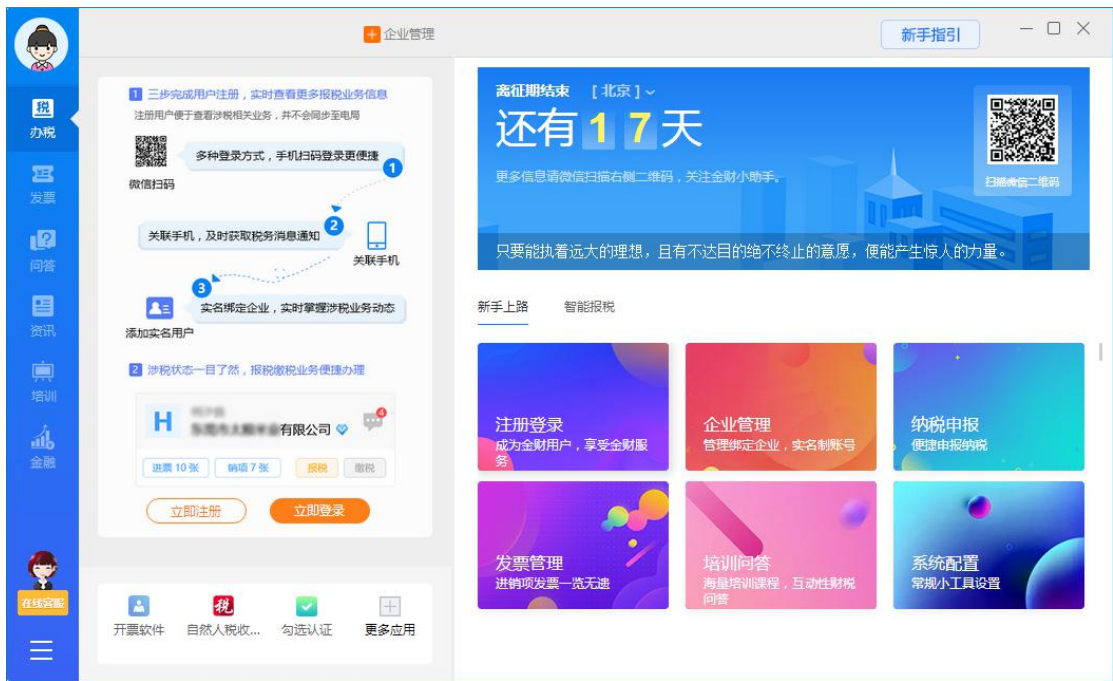 企业管理
新手指引
税
办税
发票
问答
资讯
培训
金融
在线客服
1 三步完成用户注册，实时查看更多报税业务信息
注册用户便于查看涉税相关业务，并不会同步至电局
多种登录方式，手机扫码登录更便捷
1
微信扫码
关联手机，及时获取税务消息通知
2
关联手机
3
实名绑定企业，实时掌握涉税业务动态
添加实名用户
2 涉税状态一目了然，报税缴税业务便捷办理
H
有限公司
4
进票 10 张
销项 7 张
报税
缴税
立即注册
立即登录
开票软件
税
自然人税收...
勾选认证
更多应用
离征期结束 [ 北京 ]
还有 1 7 天
更多信息请微信扫描右侧二维码，关注金财小助手。
扫描微信二维码
只要能执着远大的理想，且有不达目的绝不终止的意愿，便能产生惊人的力量。
新手上路
智能报税
注册登录
成为金财用户，享受金财服
务
企业管理
管理绑定企业，实名制账号
纳税申报
便捷申报纳税
发票管理
进销项发票一览无遗
培训问答
海量培训课程，互动性财税
问答
系统配置
常规小工具设置